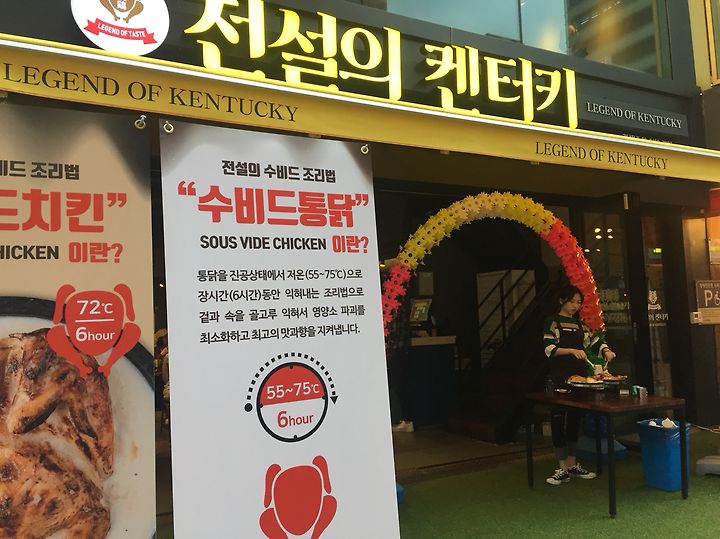 LEGEND OF TASTE
전설의 켄터키
LEGEND OF KENTUCKY
LEGEND OF KENTUCKY
LEGEND OF KENTUCKY
비드 조리법
드치킨”
CHICKEN 이란?
72℃
6hour
전설의 수비드 조리법
“수비드통닭”
SOUS VIDE CHICKEN 이란?
통닭을 진공상태에서 저온(55~75℃)으로
장시간(6시간)동안 익혀내는 조리법으로
겉과 속을 골고루 익혀서 영양소 파괴를
최소화하고 최고의 맛과향을 지켜냅니다.
55~75℃
6hour